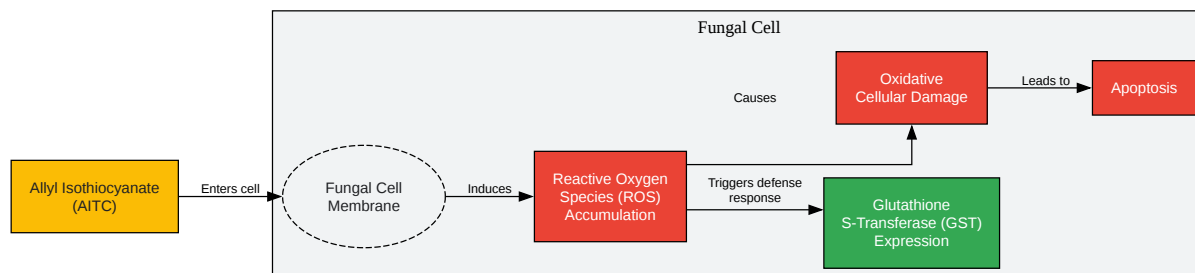 Fungal Cell
Oxidative
Cellular Damage
Leads to
Apoptosis
Causes
Allyl Isothiocyanate
(AITC)
Enters cell
Fungal Cell
Membrane
Induces
Reactive Oxygen
Species (ROS)
Accumulation
Triggers defense
response
Glutathione
S-Transferase (GST)
Expression